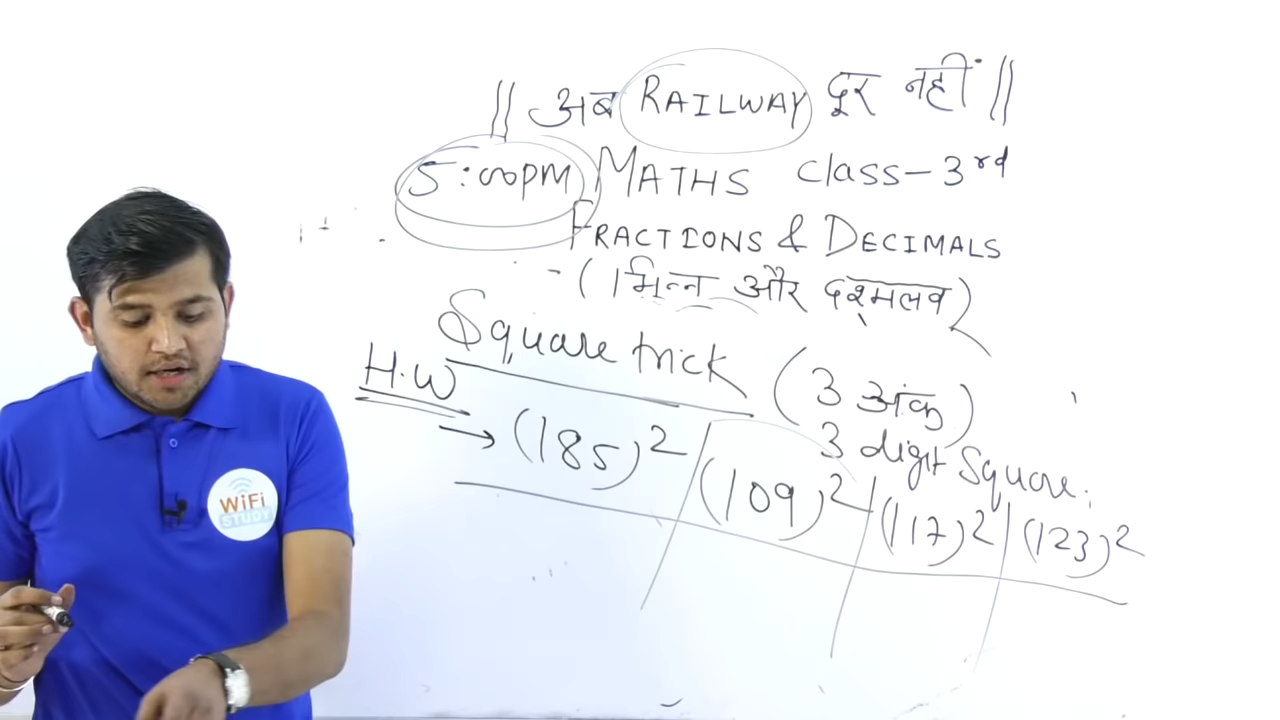 || अब RAILWAY दूर नहीं ||
5:00PM MATHS class-3rd
FRACTIONS & DECIMALS
(भिन्न और दशमलव)
Square trick (3 अंक)
H.W 3 digit Square:
→ (185)² (109)² (117)² (123)²
WiFi
STUDY